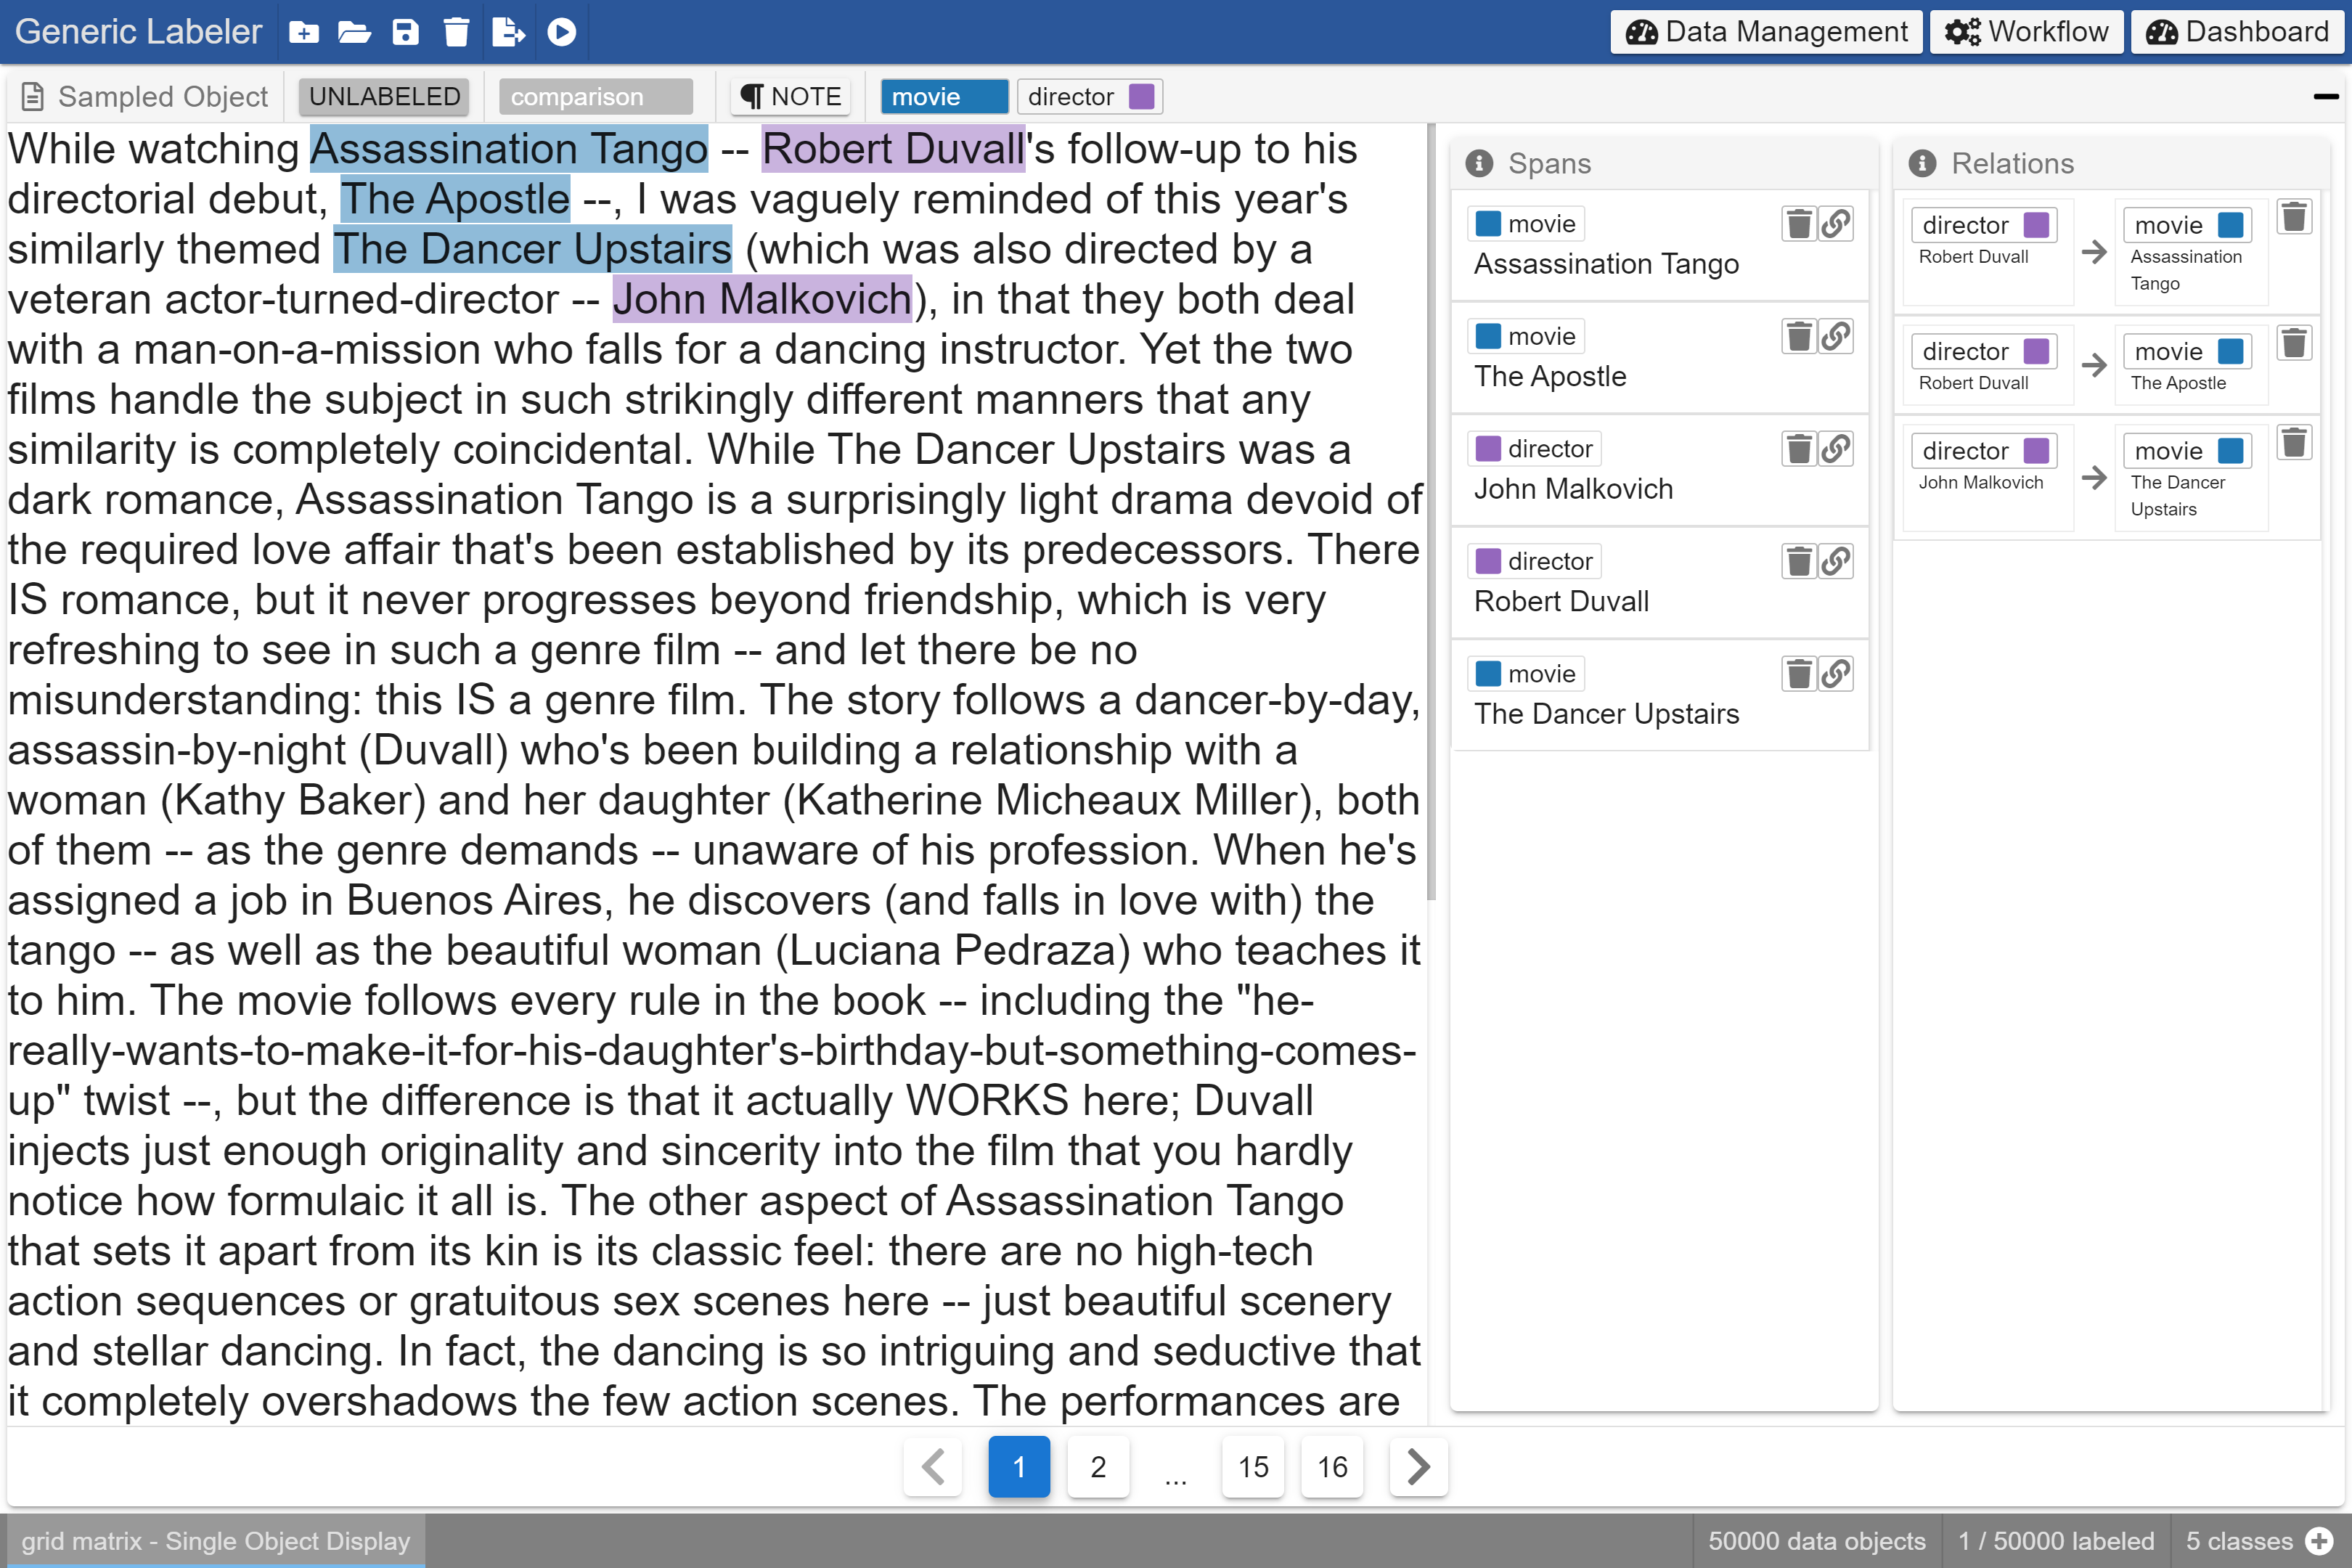 Generic Labeler
Data Management
Workflow
Dashboard
Sampled Object
UNLABELED
comparison
NOTE
movie
director
While watching Assassination Tango -- Robert Duvall's follow-up to his
directorial debut, The Apostle --, I was vaguely reminded of this year's
similarly themed The Dancer Upstairs (which was also directed by a
veteran actor-turned-director -- John Malkovich), in that they both deal
with a man-on-a-mission who falls for a dancing instructor. Yet the two
films handle the subject in such strikingly different manners that any
similarity is completely coincidental. While The Dancer Upstairs was a
dark romance, Assassination Tango is a surprisingly light drama devoid of
the required love affair that's been established by its predecessors. There
IS romance, but it never progresses beyond friendship, which is very
refreshing to see in such a genre film -- and let there be no
misunderstanding: this IS a genre film. The story follows a dancer-by-day,
assassin-by-night (Duvall) who's been building a relationship with a
woman (Kathy Baker) and her daughter (Katherine Micheaux Miller), both
of them -- as the genre demands -- unaware of his profession. When he's
assigned a job in Buenos Aires, he discovers (and falls in love with) the
tango -- as well as the beautiful woman (Luciana Pedraza) who teaches it
to him. The movie follows every rule in the book -- including the "he-
really-wants-to-make-it-for-his-daughter's-birthday-but-something-comes-
up" twist --, but the difference is that it actually WORKS here; Duvall
injects just enough originality and sincerity into the film that you hardly
notice how formulaic it all is. The other aspect of Assassination Tango
that sets it apart from its kin is its classic feel: there are no high-tech
action sequences or gratuitous sex scenes here -- just beautiful scenery
and stellar dancing. In fact, the dancing is so intriguing and seductive that
it completely overshadows the few action scenes. The performances are
Spans
movie
Assassination Tango
movie
The Apostle
director
John Malkovich
director
Robert Duvall
movie
The Dancer Upstairs
Relations
director
Robert Duvall
movie
Assassination
Tango
director
Robert Duvall
movie
The Apostle
director
John Malkovich
movie
The Dancer
Upstairs
1
2
...
15
16
grid matrix - Single Object Display
50000 data objects
1 / 50000 labeled
5 classes